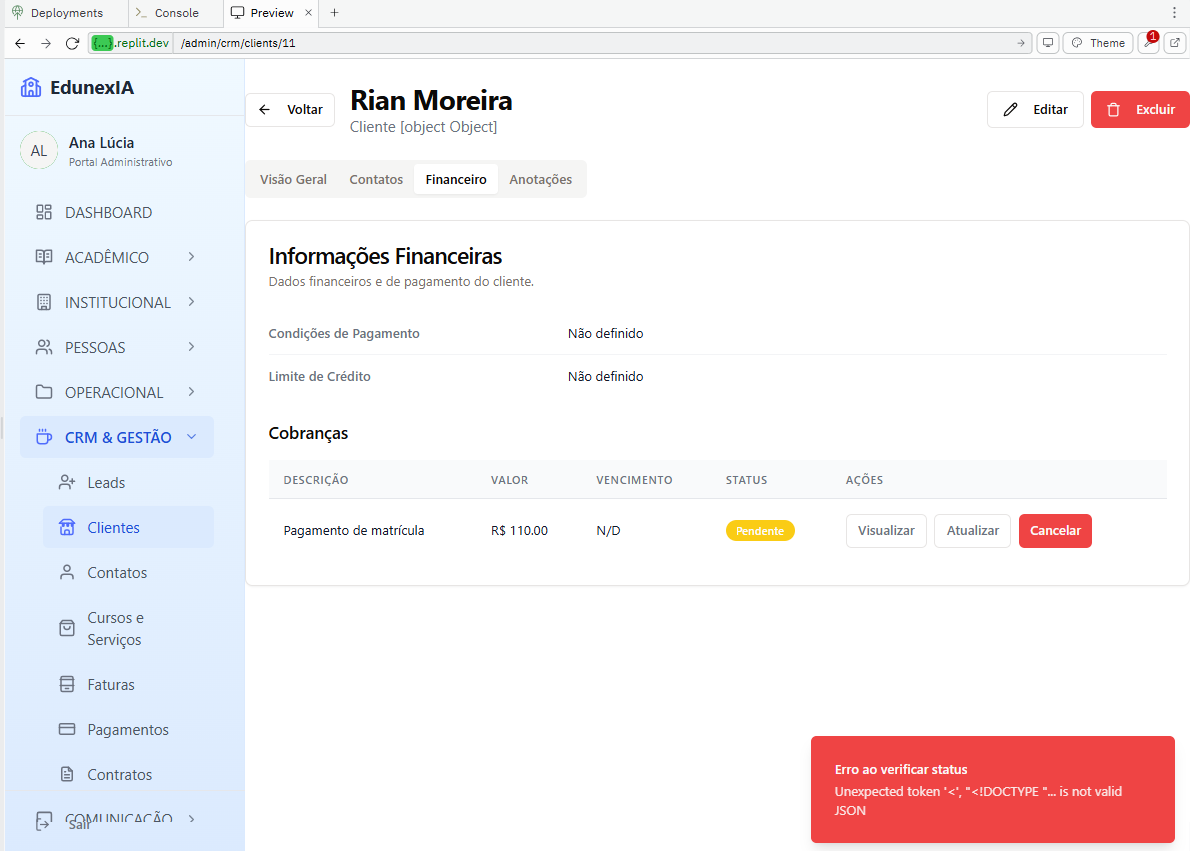 Deployments
Console
Preview
{...}.replit.dev
/admin/crm/clients/11
Theme
1
EdunexIA
AL
Ana Lúcia
Portal Administrativo
DASHBOARD
ACADÊMICO
INSTITUCIONAL
PESSOAS
OPERACIONAL
CRM & GESTÃO
Leads
Clientes
Contatos
Cursos e
Serviços
Faturas
Pagamentos
Contratos
COMUNICAÇÃO
Sair
Voltar
Rian Moreira
Cliente [object Object]
Editar
Excluir
Visão Geral
Contatos
Financeiro
Anotações
Informações Financeiras
Dados financeiros e de pagamento do cliente.
Condições de Pagamento
Não definido
Limite de Crédito
Não definido
Cobranças
DESCRIÇÃO
VALOR
VENCIMENTO
STATUS
AÇÕES
Pagamento de matrícula
R$ 110.00
N/D
Pendente
Visualizar
Atualizar
Cancelar
Erro ao verificar status
Unexpected token '<', "<!DOCTYPE "... is not valid
JSON